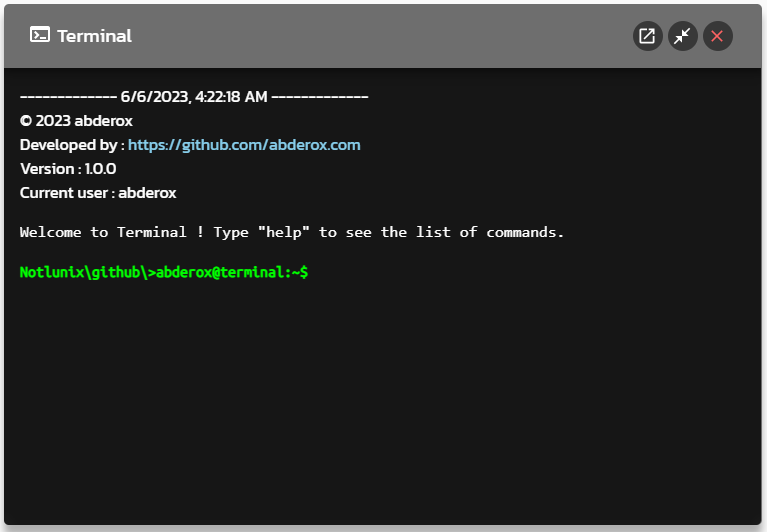 Terminal
------------- 6/6/2023, 4:22:18 AM -------------
© 2023 abderox
Developed by : https://github.com/abderox.com
Version : 1.0.0
Current user : abderox
Welcome to Terminal ! Type "help" to see the list of commands.
Notlunix\github\>abderox@terminal:~$